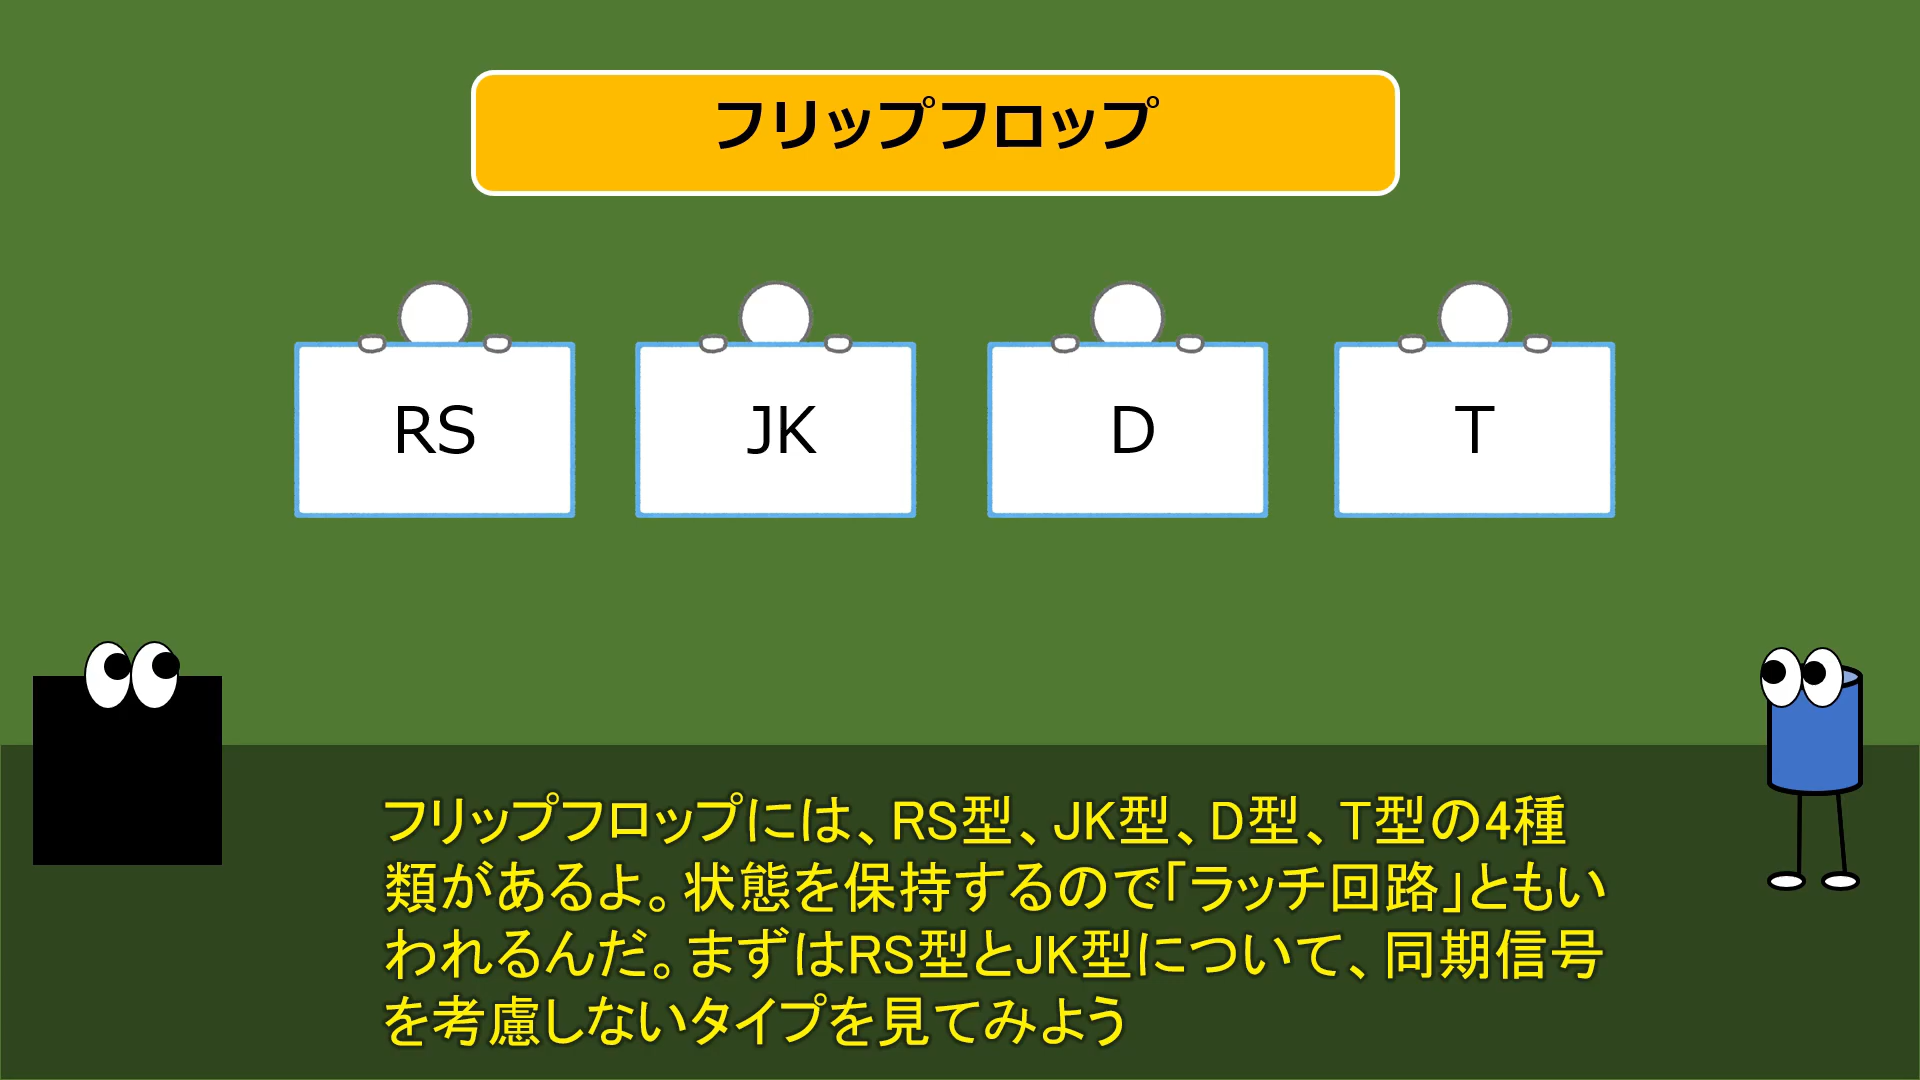 フリップフロップ
RS
JK
D
T
フリップフロップには、RS型、JK型、D型、T型の4種
類があるよ。状態を保持するので「ラッチ回路」ともい
われるんだ。まずはRS型とJK型について、同期信号
を考慮しないタイプを見てみよう